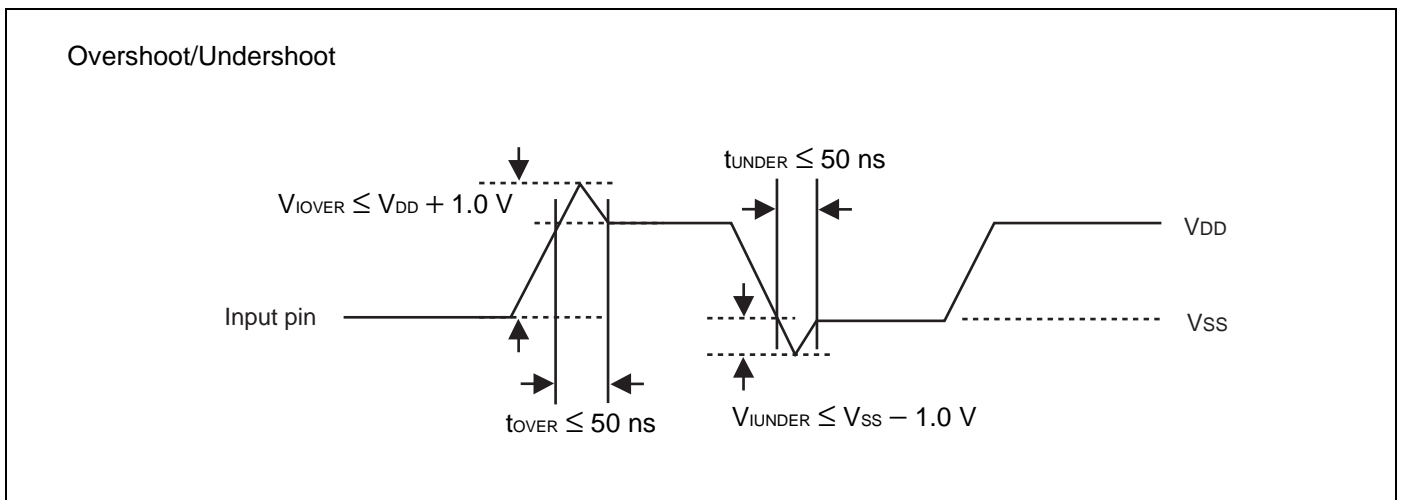 Overshoot/Undershoot
tUNDER ≤ 50 ns
VIOVER ≤ VDD + 1.0 V
VDD
Input pin
VSS
tOVER ≤ 50 ns
VIUNDER ≤ VSS − 1.0 V